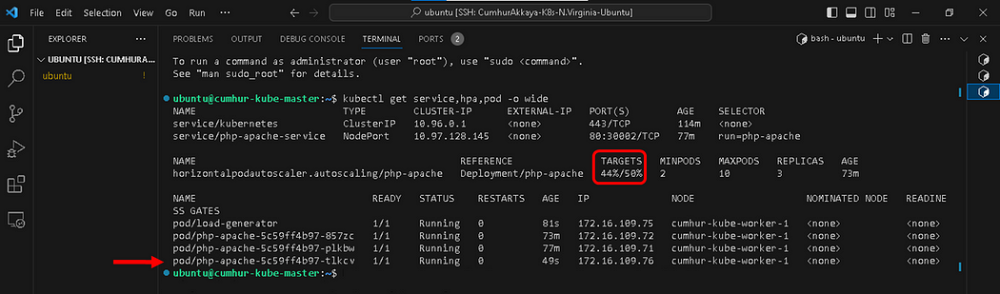 File Edit Selection View Go Run ··· ubuntu [SSH: CumhurAkkaya-K8s-N.Virginia-Ubuntu]
EXPLORER ··· PROBLEMS OUTPUT DEBUG CONSOLE TERMINAL PORTS 2 bash - ubuntu
UBUNTU [SSH: CUMHURA...
ubuntu !
To run a command as administrator (user "root"), use "sudo <command>".
See "man sudo_root" for details.
ubuntu@cumhur-kube-master:~$ kubectl get service,hpa,pod -o wide
NAME TYPE CLUSTER-IP EXTERNAL-IP PORT(S) AGE SELECTOR
service/kubernetes ClusterIP 10.96.0.1 <none> 443/TCP 114m <none>
service/php-apache-service NodePort 10.97.128.145 <none> 80:30002/TCP 77m run=php-apache
NAME REFERENCE TARGETS MINPODS MAXPODS REPLICAS AGE
horizontalpodautoscaler.autoscaling/php-apache Deployment/php-apache 44%/50% 2 10 3 73m
NAME READY STATUS RESTARTS AGE IP NODE NOMINATED NODE READINE
SS GATES
pod/load-generator 1/1 Running 0 81s 172.16.109.75 cumhur-kube-worker-1 <none> <none>
pod/php-apache-5c59ff4b97-857zc 1/1 Running 0 73m 172.16.109.72 cumhur-kube-worker-1 <none> <none>
pod/php-apache-5c59ff4b97-plkbw 1/1 Running 0 77m 172.16.109.71 cumhur-kube-worker-1 <none> <none>
pod/php-apache-5c59ff4b97-tlkcv 1/1 Running 0 49s 172.16.109.76 cumhur-kube-worker-1 <none> <none>
ubuntu@cumhur-kube-master:~$